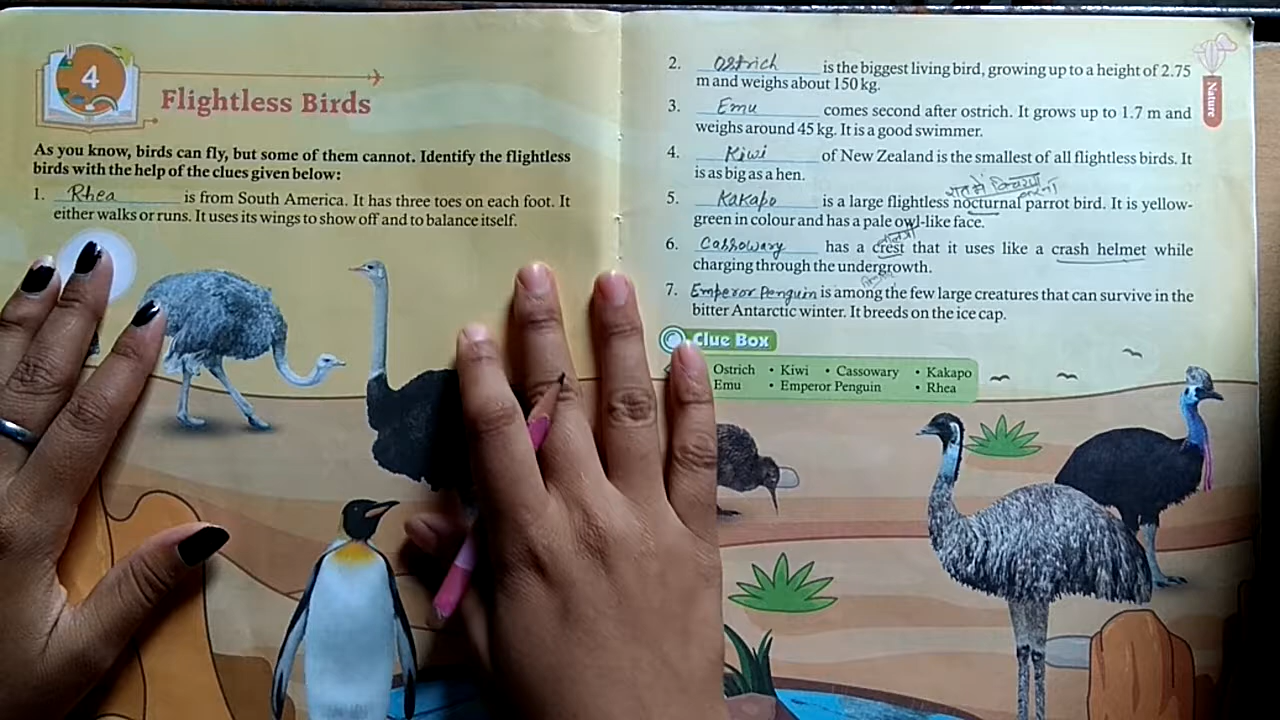 4
Flightless Birds
As you know, birds can fly, but some of them cannot. Identify the flightless
birds with the help of the clues given below:
1. Rhea is from South America. It has three toes on each foot. It
either walks or runs. It uses its wings to show off and to balance itself.
2. Ostrich is the biggest living bird, growing up to a height of 2.75
m and weighs about 150 kg.
3. Emu comes second after ostrich. It grows up to 1.7 m and
weighs around 45 kg. It is a good swimmer.
4. Kiwi of New Zealand is the smallest of all flightless birds. It
is as big as a hen.
रात में विचरण
करना
5. Kakapo is a large flightless nocturnal parrot bird. It is yellow-
green in colour and has a pale owl-like face.
6. Cassowary has a crest that it uses like a crash helmet while
charging through the undergrowth.
7. Emperor Penguin is among the few large creatures that can survive in the
bitter Antarctic winter. It breeds on the ice cap.
Nature
Clue Box
Ostrich • Kiwi • Cassowary • Kakapo
Emu • Emperor Penguin • Rhea